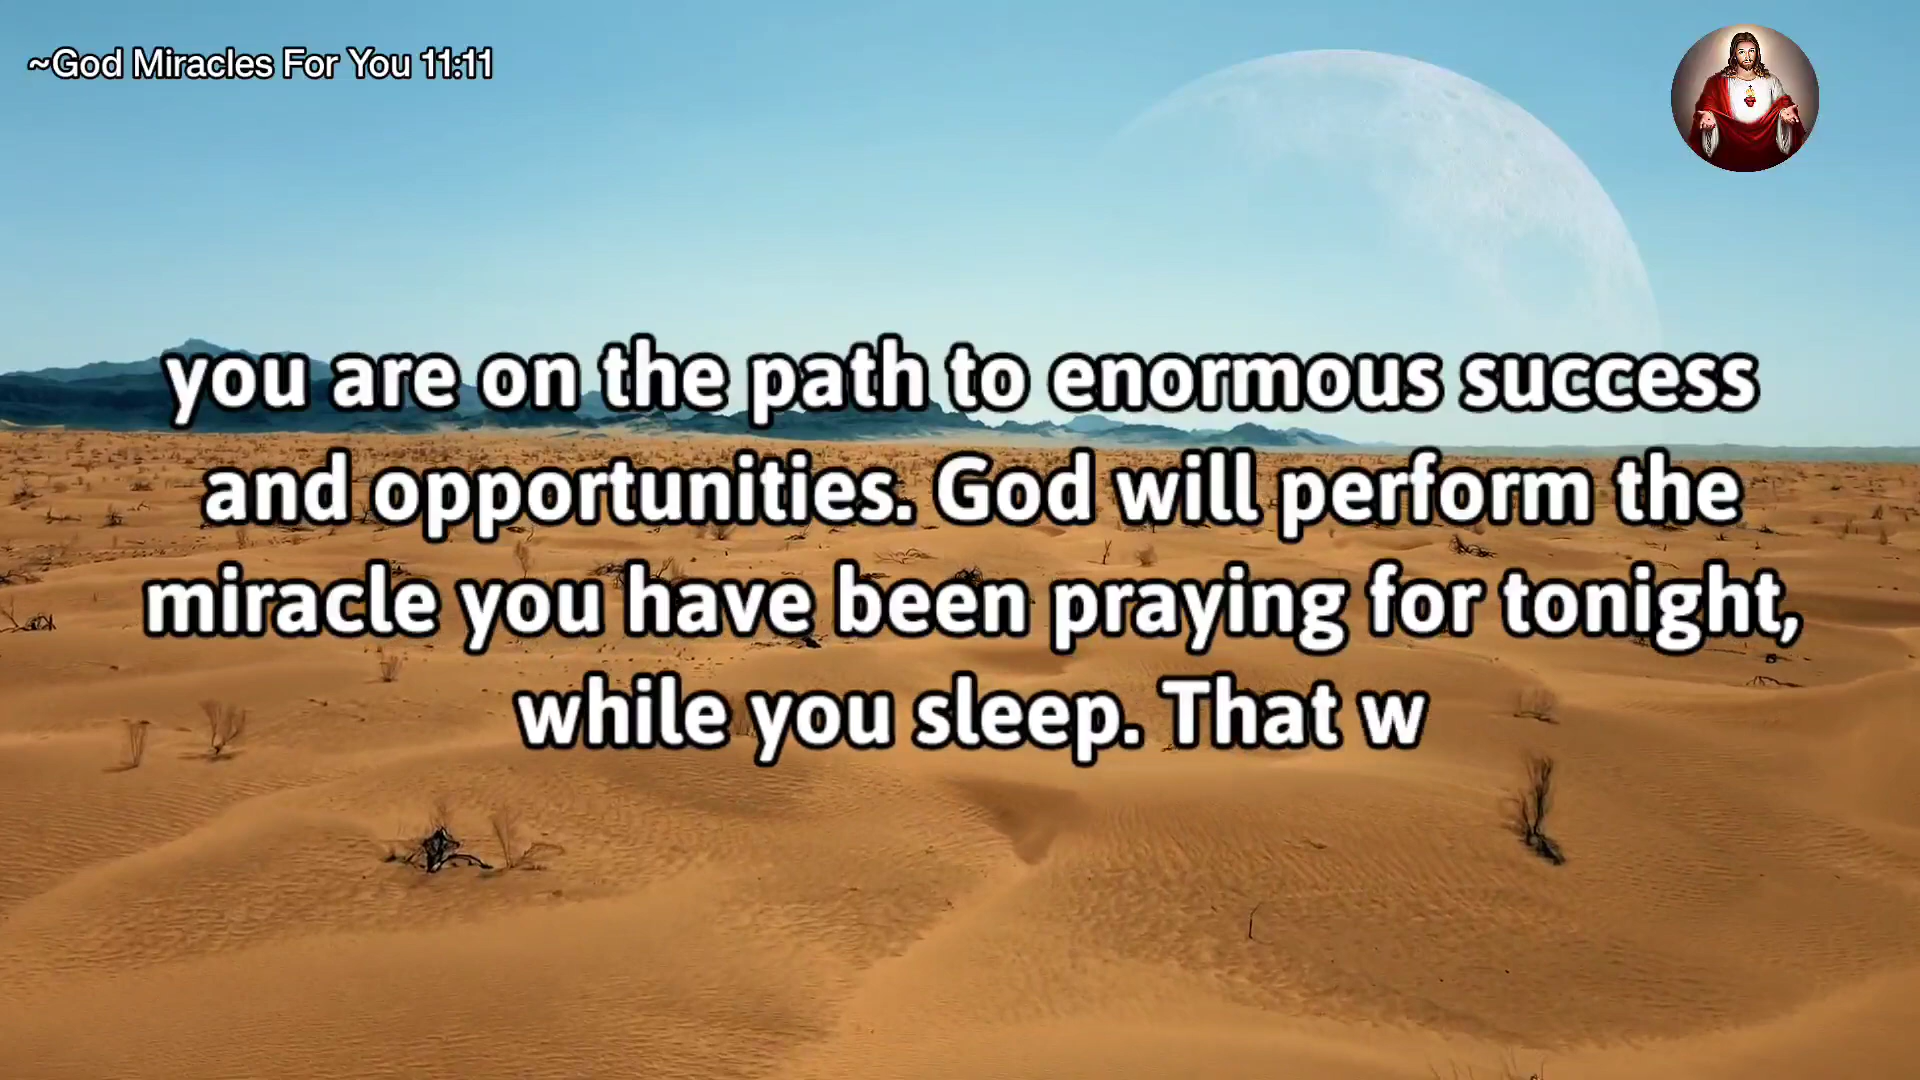 ~God Miracles For You 11:11
you are on the path to enormous success
and opportunities. God will perform the
miracle you have been praying for tonight,
while you sleep. That w